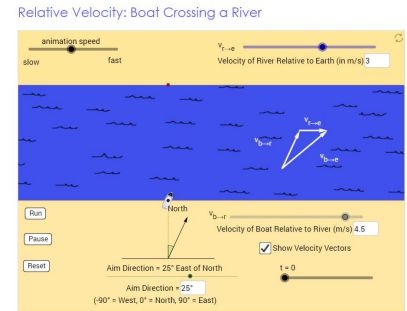 Relative Velocity: Boat Crossing a River
animation speed
slow
fast
v r→e
Velocity of River Relative to Earth (in m/s) 3
v r→e
v b→r
v b→e
North
Run
Pause
Reset
v b→r
Velocity of Boat Relative to River (m/s) 4.5
Show Velocity Vectors
Aim Direction = 25° East of North
t = 0
Aim Direction = 25°
(-90° = West, 0° = North, 90° = East)